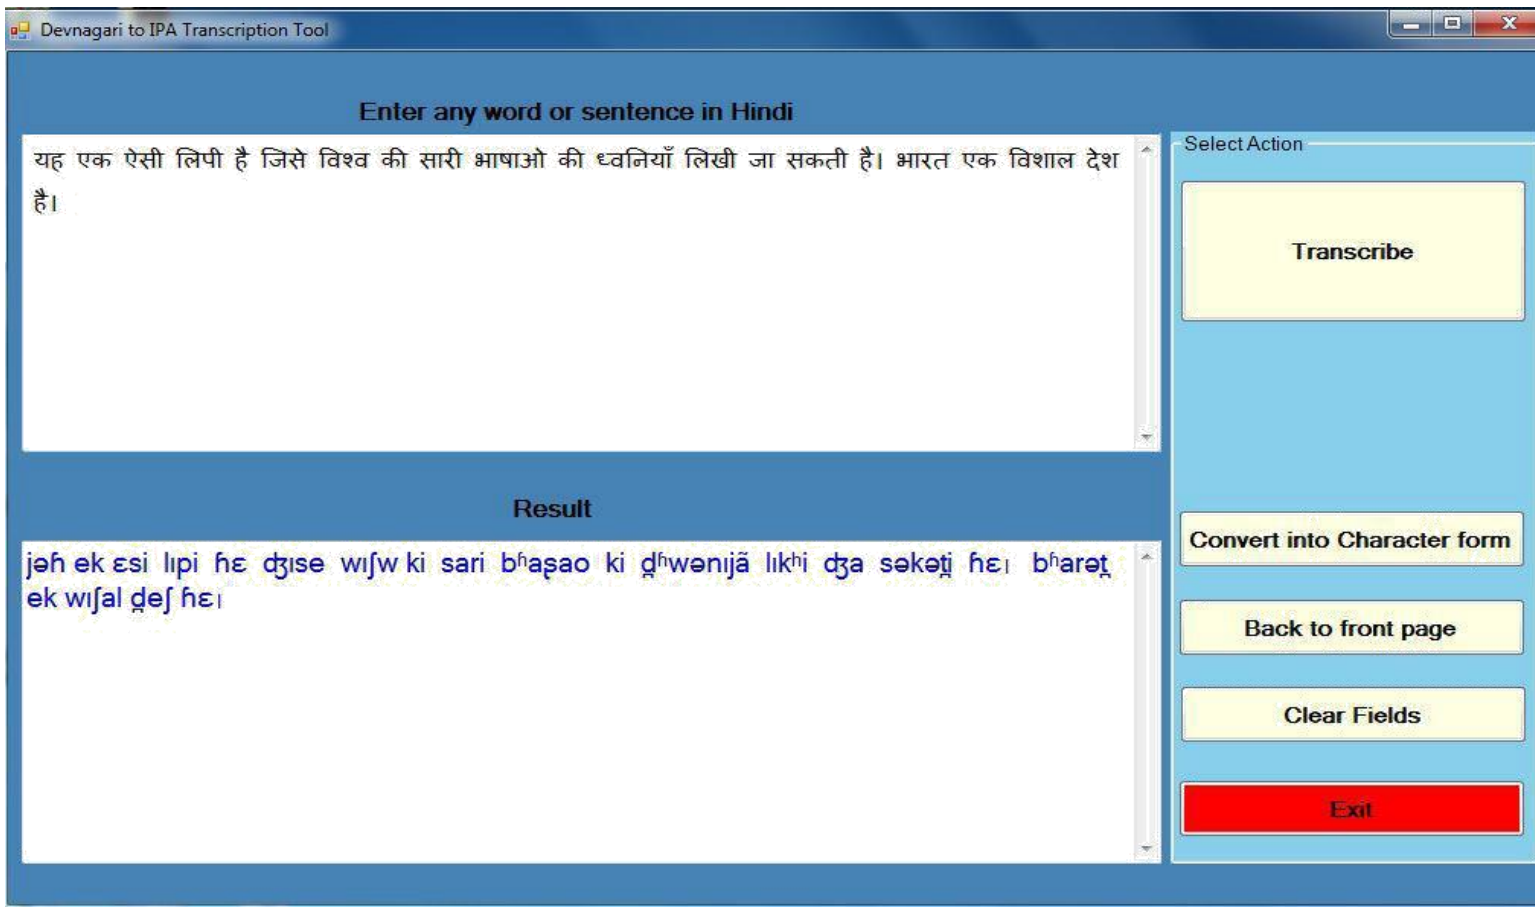 Devnagari to IPA Transcription Tool
Enter any word or sentence in Hindi
यह एक ऐसी लिपी है जिसे विश्व की सारी भाषाओ की ध्वनियाँ लिखी जा सकती है। भारत एक विशाल देश
है।
Select Action
Transcribe
Result
jəɦ ek ɛsi lɪpi ɦɛ ʤɪse wɪʃw ki sari bʰaʂao ki d̪ʰwənɪjã lɪkʰi ʤa səkət̪i ɦɛ। bʰarət̪
ek wɪʃal d̪eʃ ɦɛ।
Convert into Character form
Back to front page
Clear Fields
Exit